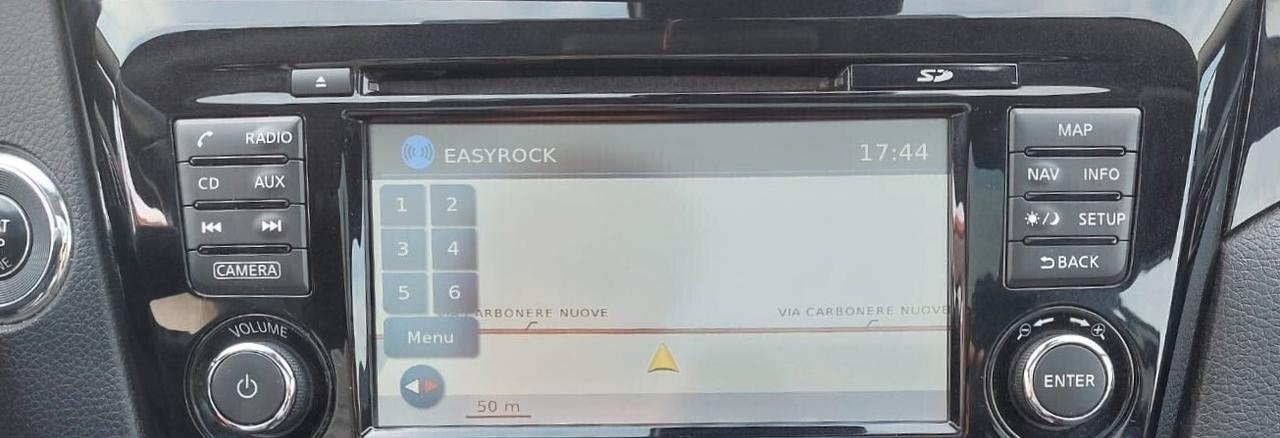 SD
RADIO
CD AUX
CAMERA
VOLUME
EASYROCK 17:44
1 2
3 4
5 6
Menu
CARBONERE NUOVE
VIA CARBONERE NUOVE
50 m
MAP
NAV INFO
SETUP
BACK
ENTER